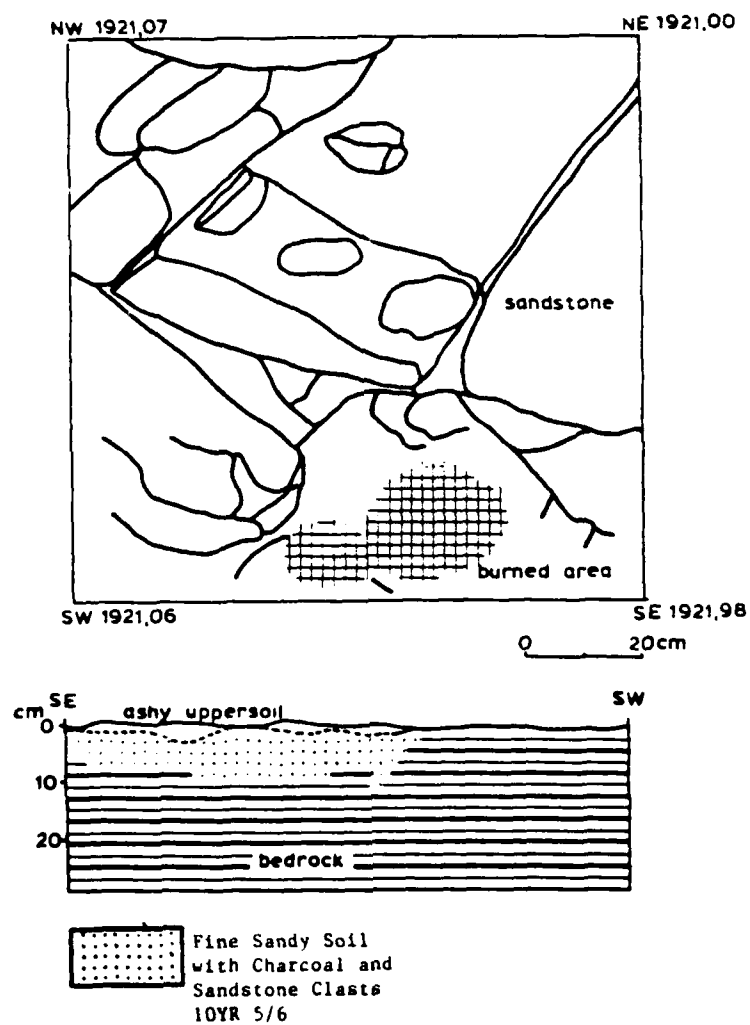 NW 1921,07
NE 1921,00
sandstone
burned area
SW 1921,06
SE 1921,98
0 20cm
SE
SW
cm
ashy uppersoil
0
10
20
bedrock
Fine Sandy Soil
with Charcoal and
Sandstone Clasts
10YR 5/6